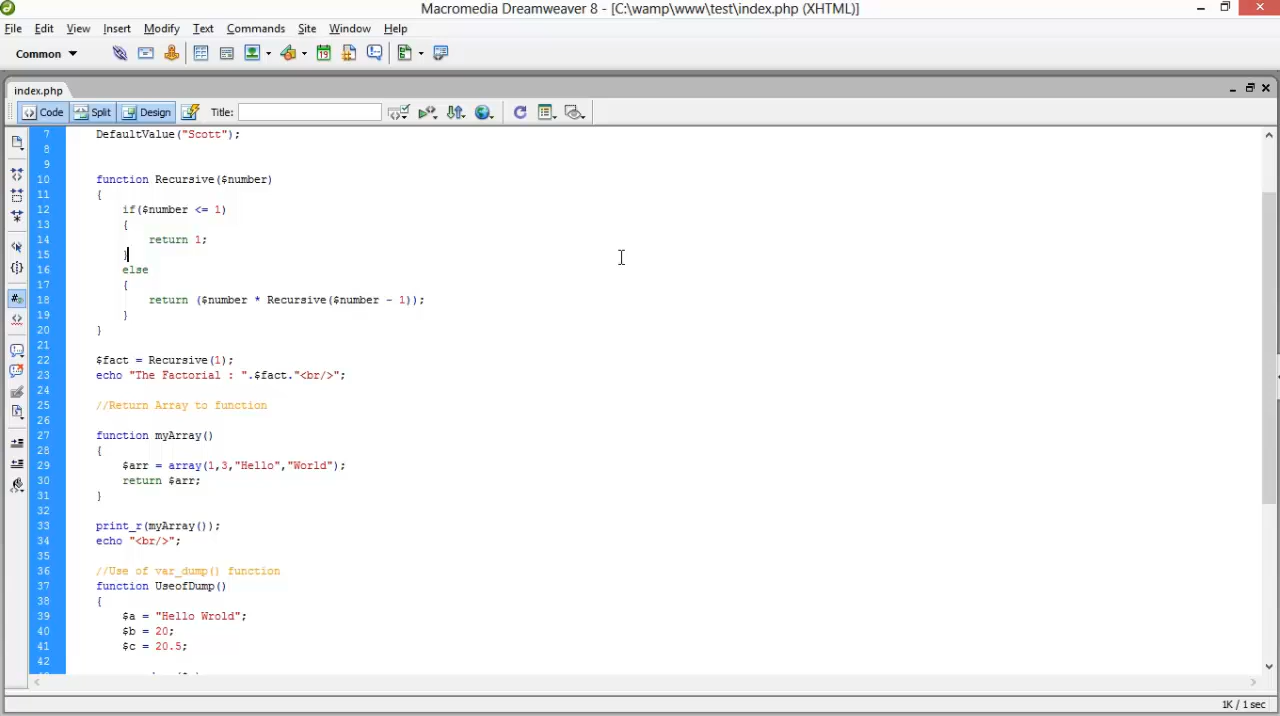 Macromedia Dreamweaver 8 - [C:\wamp\www\test\index.php (XHTML)]
File Edit View Insert Modify Text Commands Site Window Help
Common
19
index.php
Code Split Design Title:
7 DefaultValue("Scott");
8
9
10 function Recursive($number)
11 {
12 if($number <= 1)
13 {
14 return 1;
15 }
16 else
17 {
18 return ($number * Recursive($number - 1));
19 }
20 }
21
22 $fact = Recursive(1);
23 echo "The Factorial : ".$fact."<br/>";
24
25 //Return Array to function
26
27 function myArray()
28 {
29 $arr = array(1,3,"Hello","World");
30 return $arr;
31 }
32
33 print_r(myArray());
34 echo "<br/>";
35
36 //Use of var_dump() function
37 function UseofDump()
38 {
39 $a = "Hello Wrold";
40 $b = 20;
41 $c = 20.5;
42
1K / 1 sec